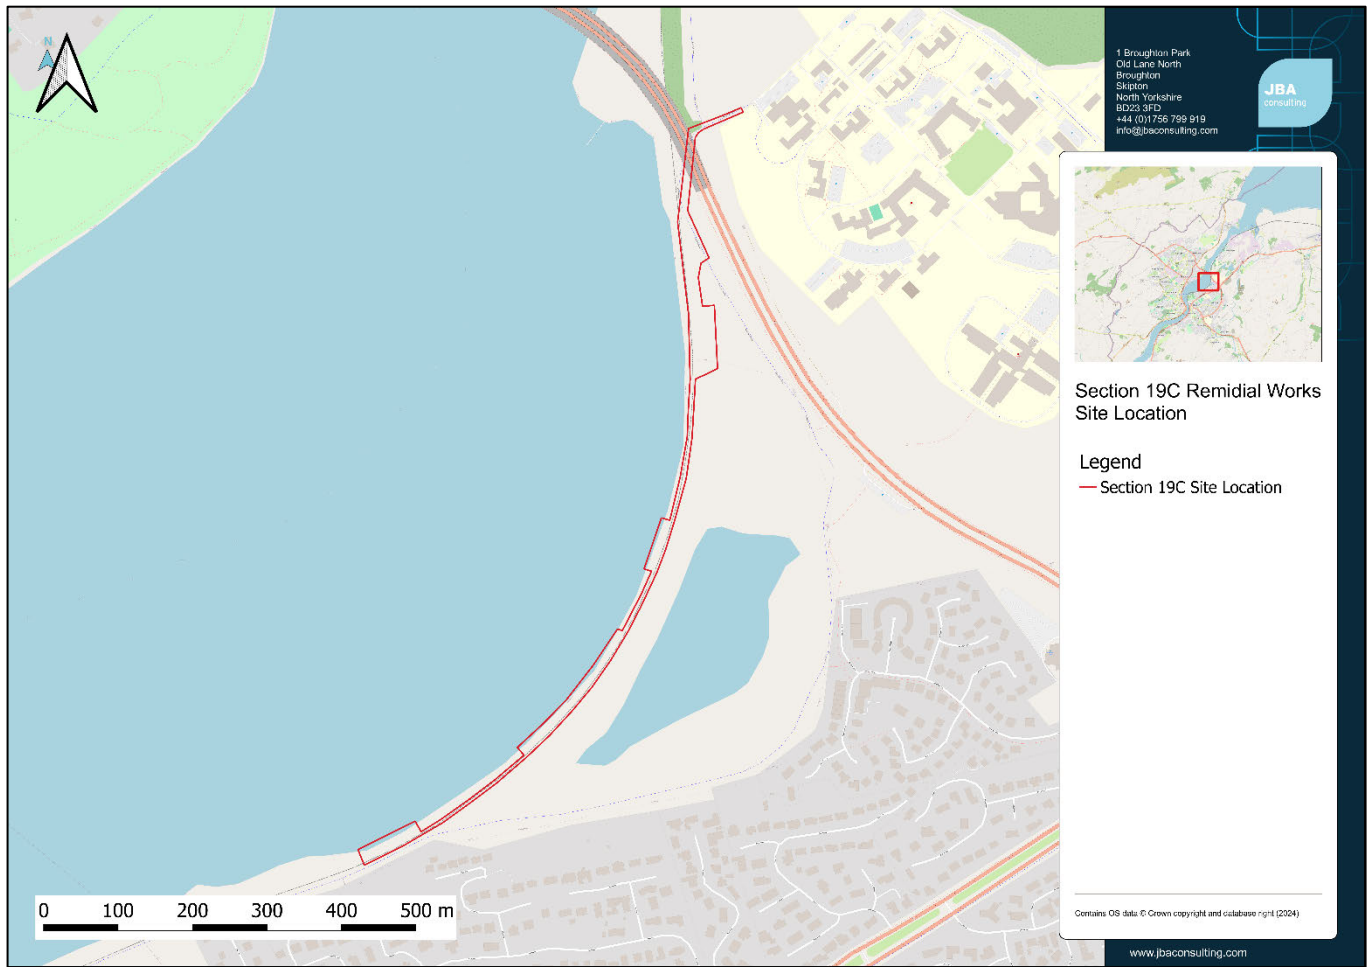 N
1 Broughton Park
Old Lane North
Broughton
Skipton
North Yorkshire
BD23 3FD
+44 (0)1756 799 919
info@jbaconsulting.com
JBA
consulting
Section 19C Remidial Works
Site Location
Legend
Section 19C Site Location
0 100 200 300 400 500 m
Contains OS data © Crown copyright and database right (2024)
www.jbaconsulting.com